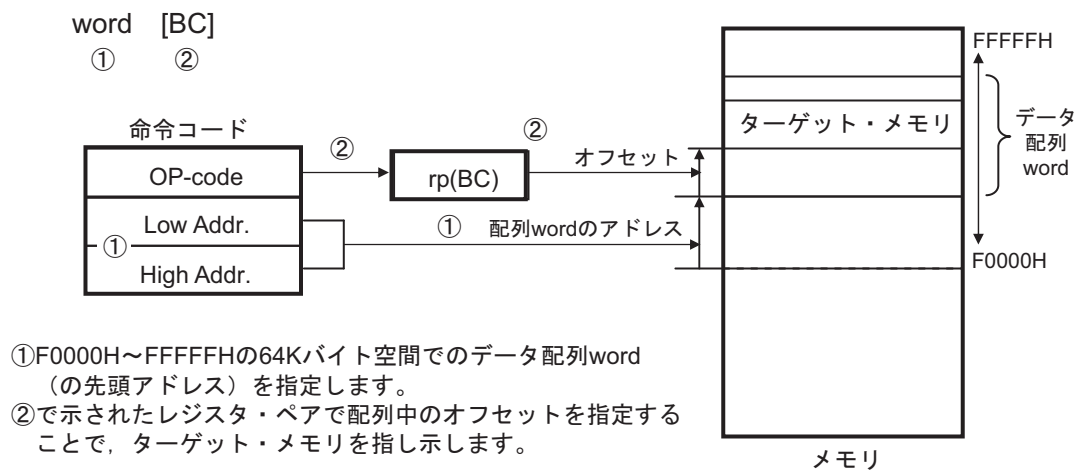 word [BC]
① ②
命令コード
OP-code
Low Addr.
①
High Addr.
②
rp(BC)
②
オフセット
① 配列wordのアドレス
ターゲット・メモリ
FFFFFH
データ
配列
word
F0000H
メモリ
①F0000H～FFFFFHの64Kバイト空間でのデータ配列word
（の先頭アドレス）を指定します。
②で示されたレジスタ・ペアで配列中のオフセットを指定する
ことで，ターゲット・メモリを指し示します。